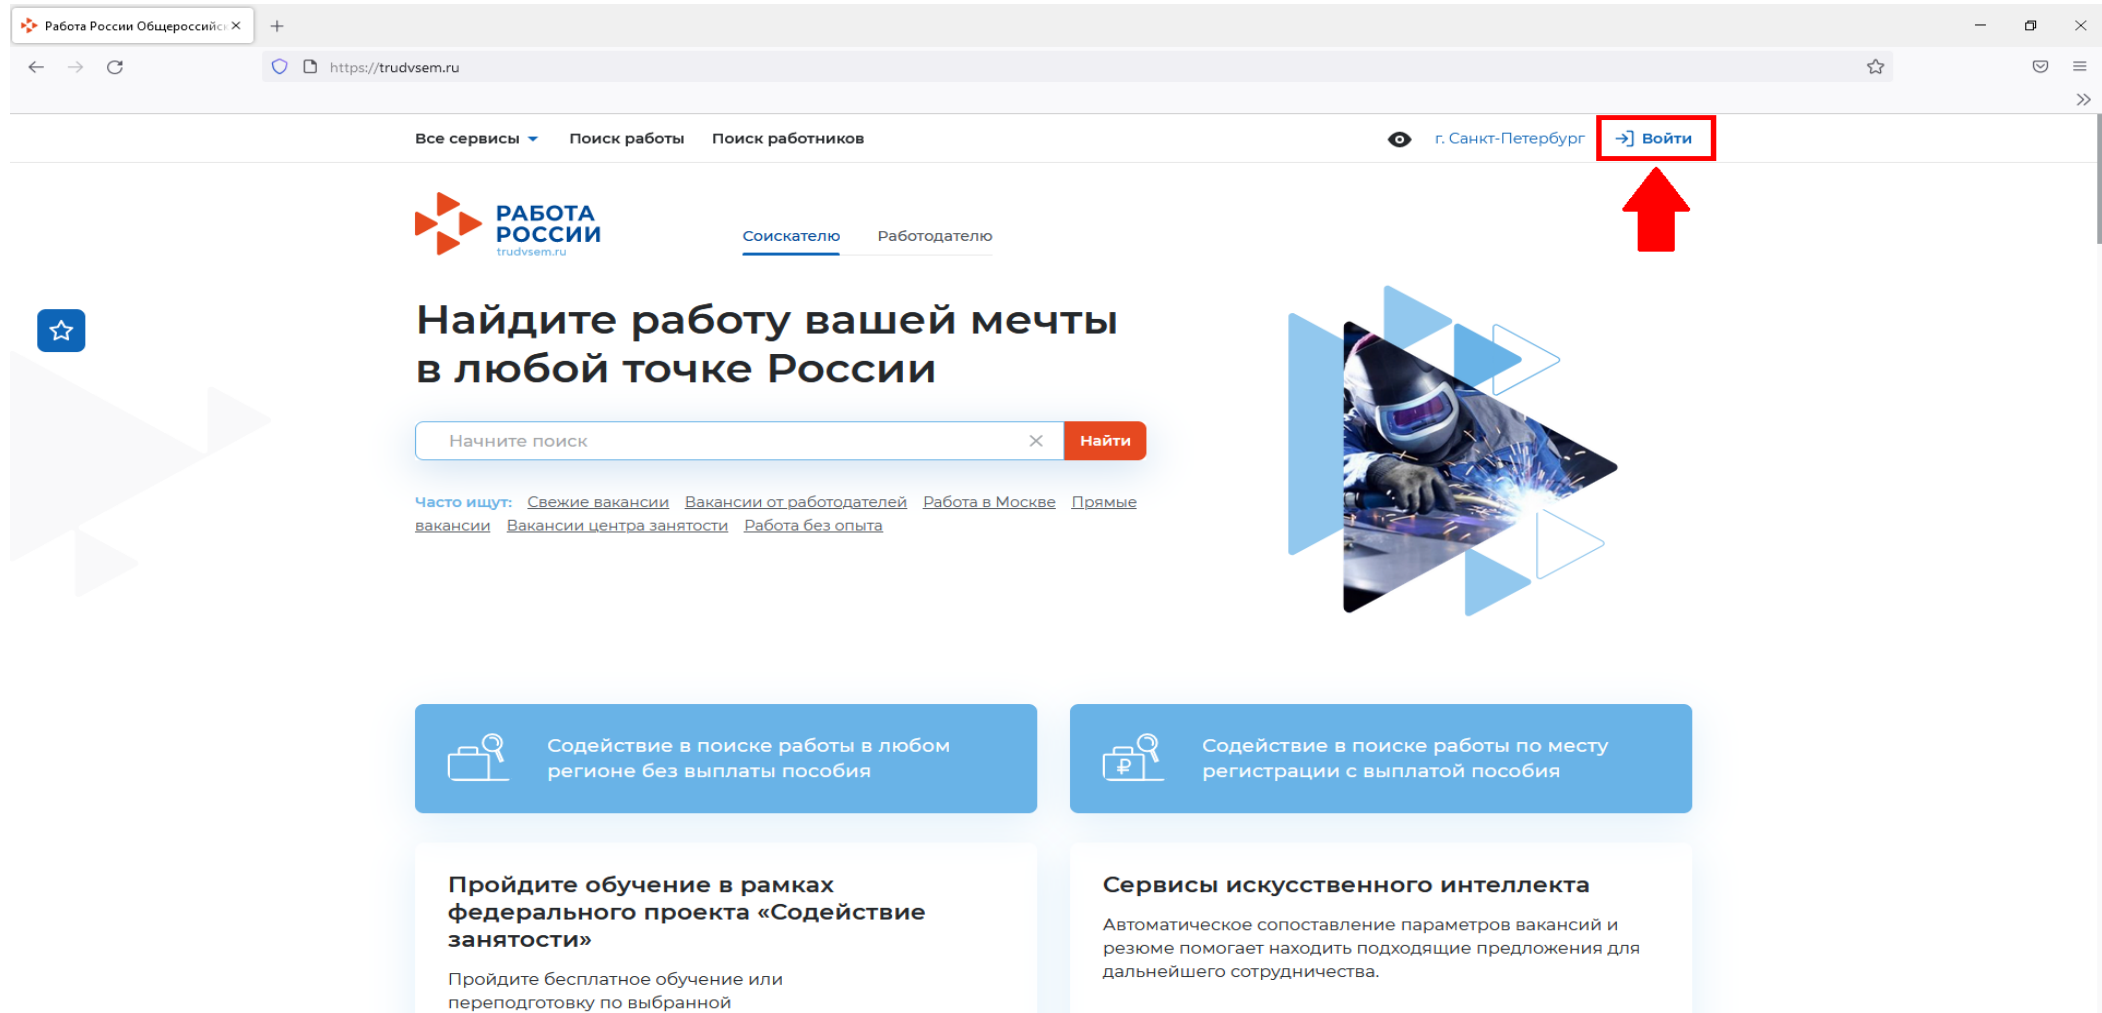 Работа России Общероссийск
https://trudvsem.ru
Все сервисы Поиск работы Поиск работников г. Санкт-Петербург Войти
РАБОТА
РОССИИ
trudvsem.ru
Соискателю Работодателю
Найдите работу вашей мечты
в любой точке России
Начните поиск Найти
Часто ищут: Свежие вакансии Вакансии от работодателей Работа в Москве Прямые
вакансии Вакансии центра занятости Работа без опыта
Содействие в поиске работы в любом
регионе без выплаты пособия
Содействие в поиске работы по месту
регистрации с выплатой пособия
Пройдите обучение в рамках
федерального проекта «Содействие
занятости»
Пройдите бесплатное обучение или
переподготовку по выбранной
Сервисы искусственного интеллекта
Автоматическое сопоставление параметров вакансий и
резюме помогает находить подходящие предложения для
дальнейшего сотрудничества.